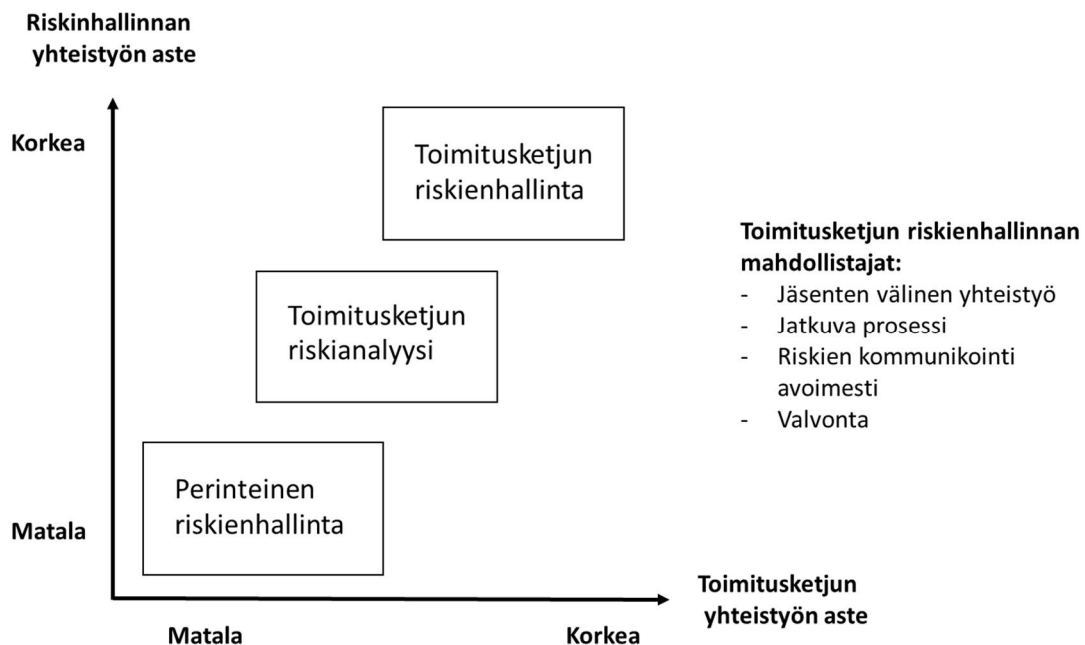 Riskinhallinnan
yhteistyön aste
Korkea
Toimitusketjun
riskienhallinta
Toimitusketjun riskienhallinnan
mahdollistajat:
- Jäsenten välinen yhteistyö
- Jatkuva prosessi
- Riskien kommunikointi
avoimesti
- Valvonta
Toimitusketjun
riskianalyysi
Perinteinen
riskienhallinta
Matala
Toimitusketjun
yhteistyön aste
Matala
Korkea